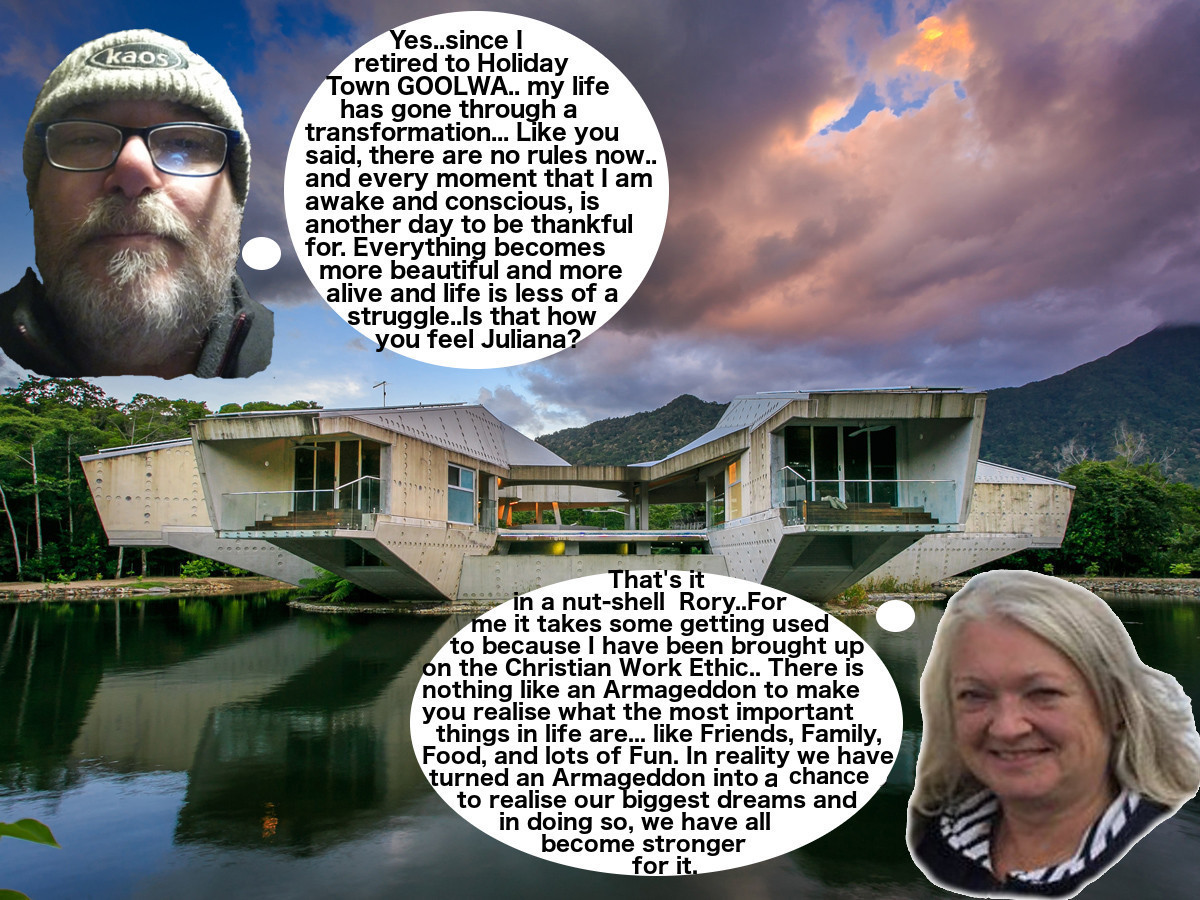 kaos
Yes..since I
retired to Holiday
Town GOOLWA.. my life
has gone through a
transformation... Like you
said, there are no rules now..
and every moment that I am
awake and conscious, is
another day to be thankful
for. Everything becomes
more beautiful and more
alive and life is less of a
struggle..Is that how
you feel Juliana?
That's it
in a nut-shell  Rory..For
me it takes some getting used
to because I have been brought up
on the Christian Work Ethic.. There is
nothing like an Armageddon to make
you realise what the most important
things in life are... like Friends, Family,
Food, and lots of Fun. In reality we have
turned an Armageddon into a chance
to realise our biggest dreams and
in doing so, we have all
become stronger
for it.